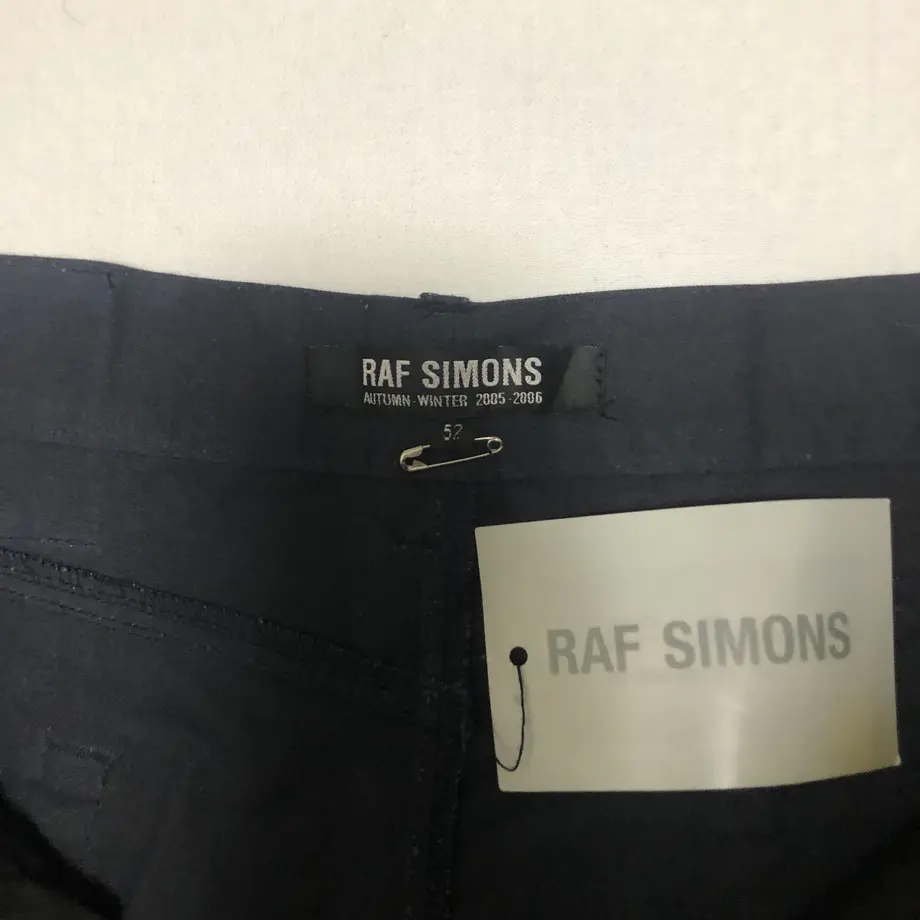 RAF SIMONS
AUTUMN-WINTER 2005-2006
52
RAF SIMONS